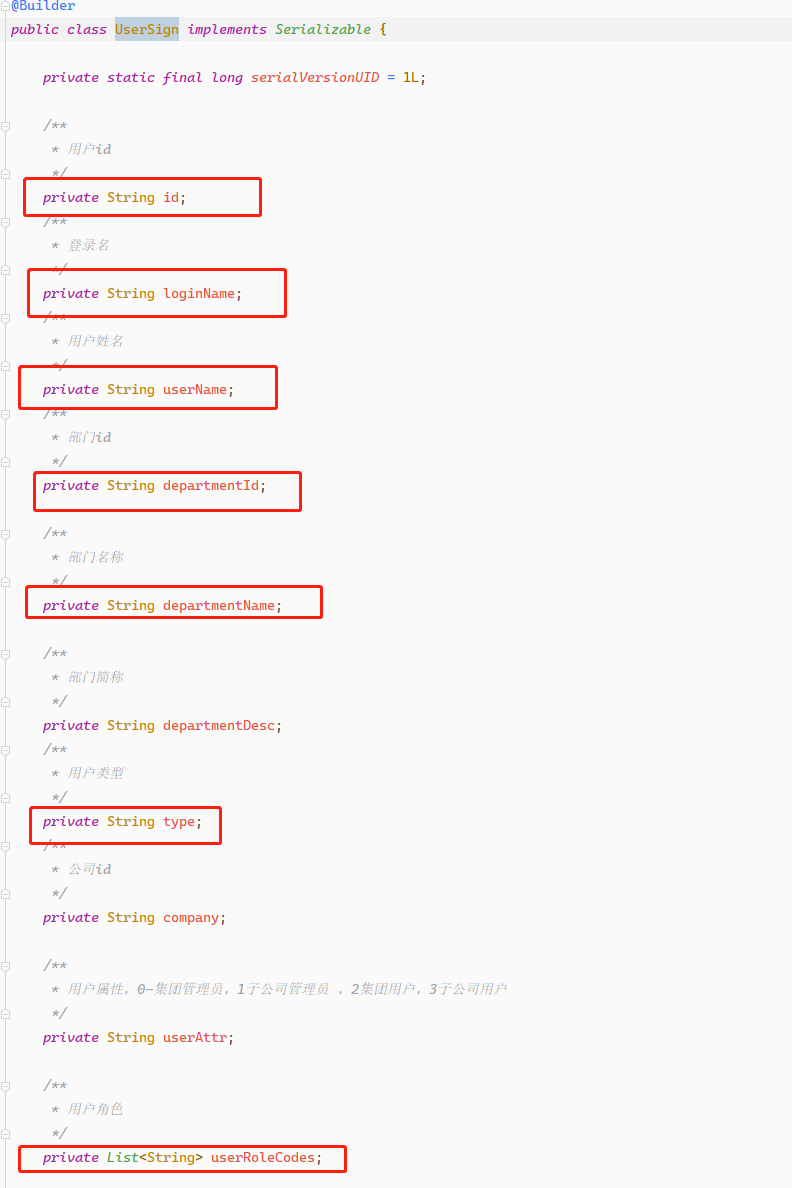 @Builder
public class UserSign implements Serializable {
private static final long serialVersionUID = 1L;
/**
* 用户id
*/
private String id;
/**
* 登录名
*/
private String loginName;
/**
* 用户姓名
*/
private String userName;
/**
* 部门id
*/
private String departmentId;
/**
* 部门名称
*/
private String departmentName;
/**
* 部门简称
*/
private String departmentDesc;
/**
* 用户类型
*/
private String type;
/**
* 公司id
*/
private String company;
/**
* 用户属性，0-集团管理员，1子公司管理员 ，2集团用户，3子公司用户
*/
private String userAttr;
/**
* 用户角色
*/
private List<String> userRoleCodes;